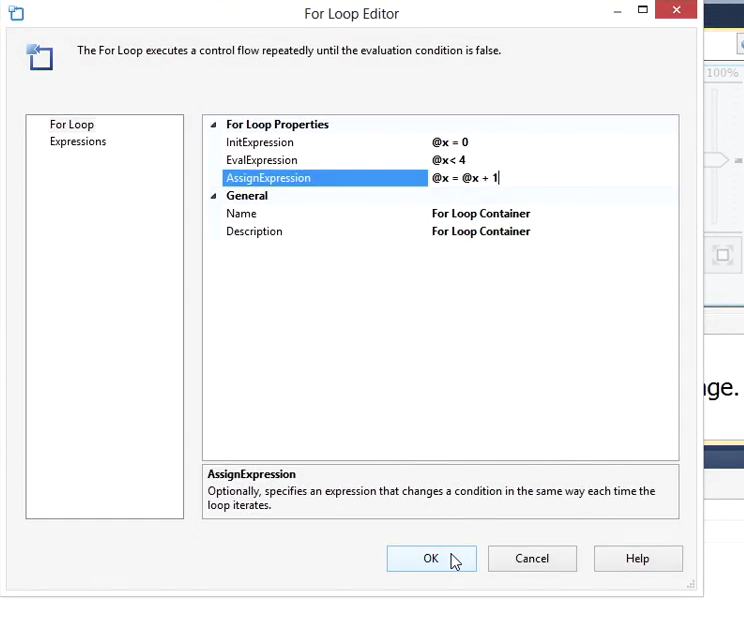 For Loop Editor
The For Loop executes a control flow repeatedly until the evaluation condition is false.
For Loop
Expressions
For Loop Properties
InitExpression @x = 0
EvalExpression @x< 4
AssignExpression @x = @x + 1
General
Name For Loop Container
Description For Loop Container
AssignExpression
Optionally, specifies an expression that changes a condition in the same way each time the
loop iterates.
OK Cancel Help
100%